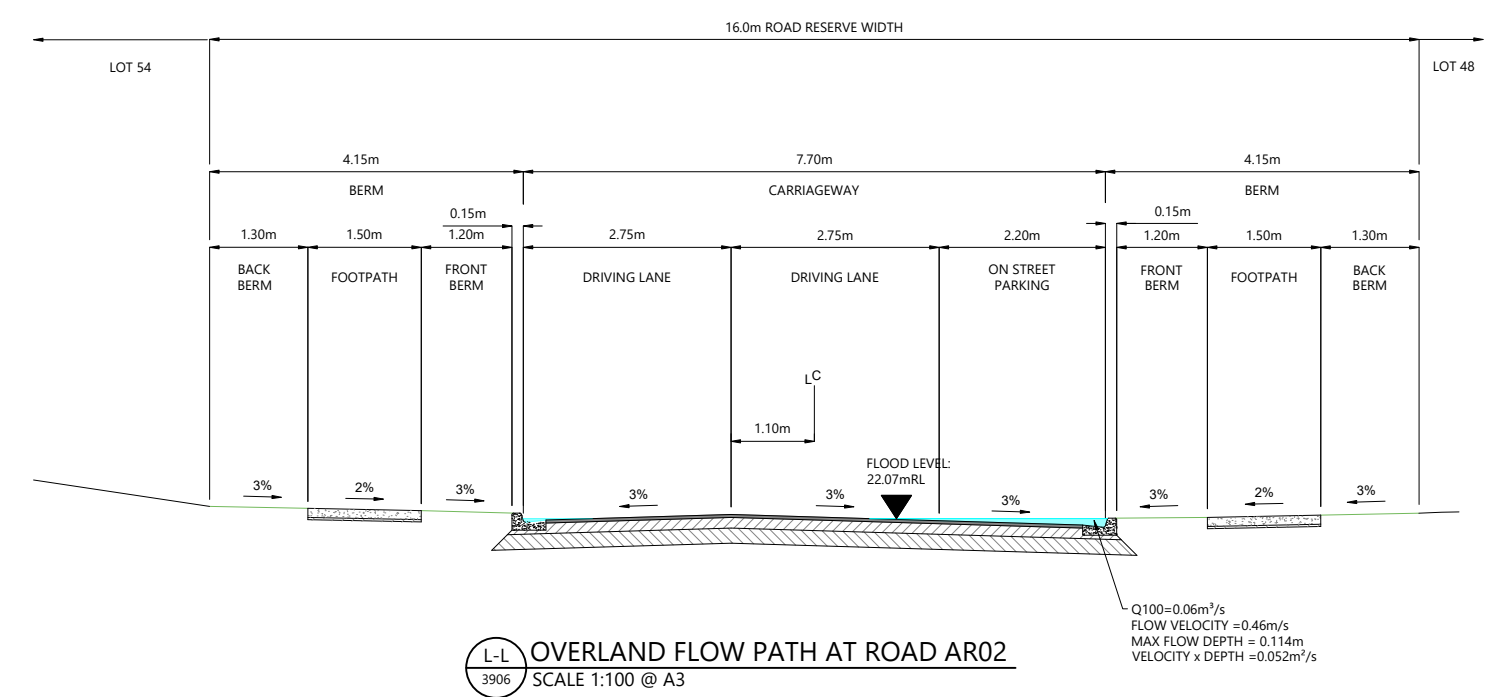 16.0m ROAD RESERVE WIDTH
LOT 54
LOT 48
4.15m
7.70m
4.15m
BERM
CARRIAGEWAY
BERM
0.15m
0.15m
1.30m
1.50m
1.20m
2.75m
2.75m
2.20m
1.20m
1.50m
1.30m
BACK
BERM
FOOTPATH
FRONT
BERM
DRIVING LANE
DRIVING LANE
ON STREET
PARKING
FRONT
BERM
FOOTPATH
BACK
BERM
LC
1.10m
FLOOD LEVEL:
22.07mRL
3%
2%
3%
3%
3%
3%
3%
2%
3%
Q100=0.06m³/s
FLOW VELOCITY =0.46m/s
MAX FLOW DEPTH = 0.114m
VELOCITY x DEPTH =0.052m²/s
L-L
3906
OVERLAND FLOW PATH AT ROAD AR02
SCALE 1:100 @ A3